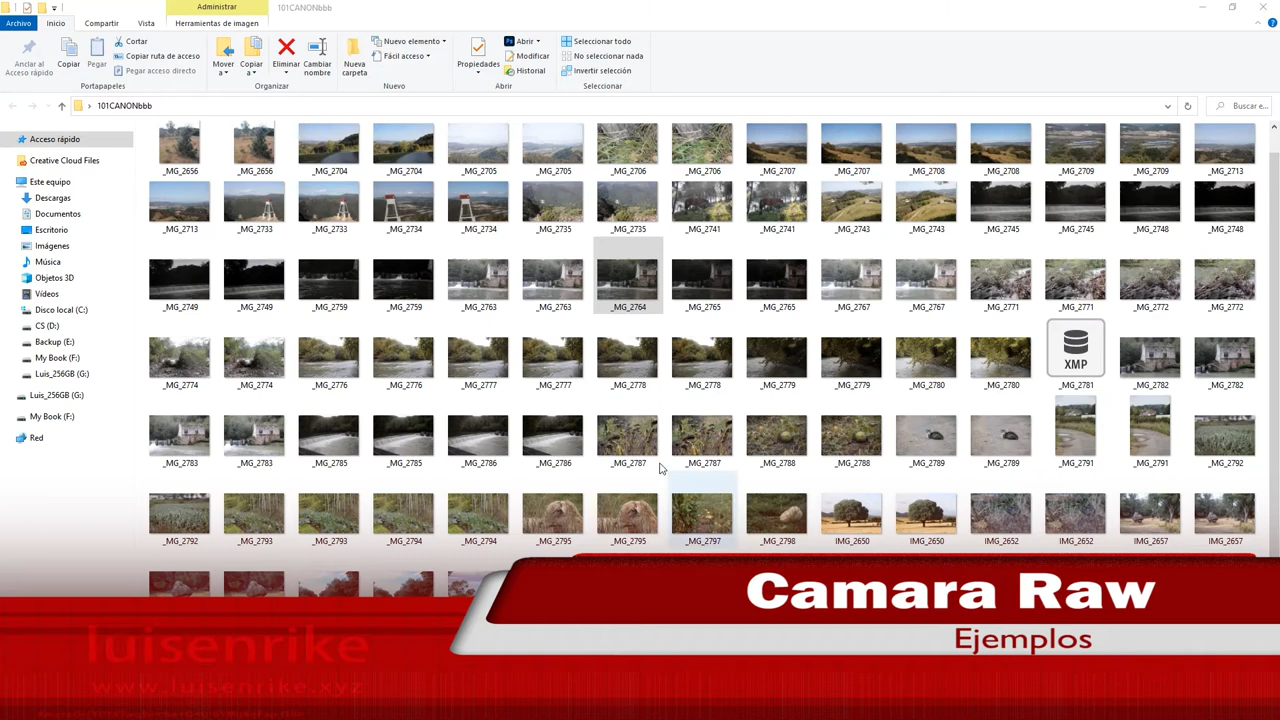 Administrar
101CANONbbb
Archivo Inicio Compartir Vista Herramientas de imagen
Anclar al Acceso rápido
Copiar
Pegar
Cortar
Copiar ruta de acceso
Pegar acceso directo
Portapapeles
Mover a
Copiar a
Eliminar
Cambiar nombre
Organizar
Nueva carpeta
Nuevo elemento
Fácil acceso
Nuevo
Propiedades
Abrir
Modificar
Historial
Abrir
Seleccionar todo
No seleccionar nada
Invertir selección
Seleccionar
101CANONbbb
Buscar e...
Acceso rápido
Creative Cloud Files
Este equipo
Descargas
Documentos
Escritorio
Imágenes
Música
Objetos 3D
Vídeos
Disco local (C:)
CS (D:)
Backup (E:)
My Book (F:)
Luis_256GB (G:)
Luis_256GB (G:)
My Book (F:)
Red
_MG_2656 _MG_2656 _MG_2704 _MG_2704 _MG_2705 _MG_2705 _MG_2706 _MG_2706 _MG_2707 _MG_2707 _MG_2708 _MG_2708 _MG_2709 _MG_2709 _MG_2713
_MG_2713 _MG_2733 _MG_2733 _MG_2734 _MG_2734 _MG_2735 _MG_2735 _MG_2741 _MG_2741 _MG_2743 _MG_2743 _MG_2745 _MG_2745 _MG_2748 _MG_2748
_MG_2749 _MG_2749 _MG_2759 _MG_2759 _MG_2763 _MG_2763 _MG_2764 _MG_2765 _MG_2765 _MG_2767 _MG_2767 _MG_2771 _MG_2771 _MG_2772 _MG_2772
XMP
_MG_2774 _MG_2774 _MG_2776 _MG_2776 _MG_2777 _MG_2777 _MG_2778 _MG_2778 _MG_2779 _MG_2779 _MG_2780 _MG_2780 _MG_2781 _MG_2782 _MG_2782
_MG_2783 _MG_2783 _MG_2785 _MG_2785 _MG_2786 _MG_2786 _MG_2787 _MG_2787 _MG_2788 _MG_2788 _MG_2789 _MG_2789 _MG_2791 _MG_2791 _MG_2792
_MG_2792 _MG_2793 _MG_2793 _MG_2794 _MG_2794 _MG_2795 _MG_2795 _MG_2797 _MG_2798 IMG_2650 IMG_2650 IMG_2652 IMG_2652 IMG_2657 IMG_2657
Camara Raw
Ejemplos
luisenrike
www.luisenrike.xyz